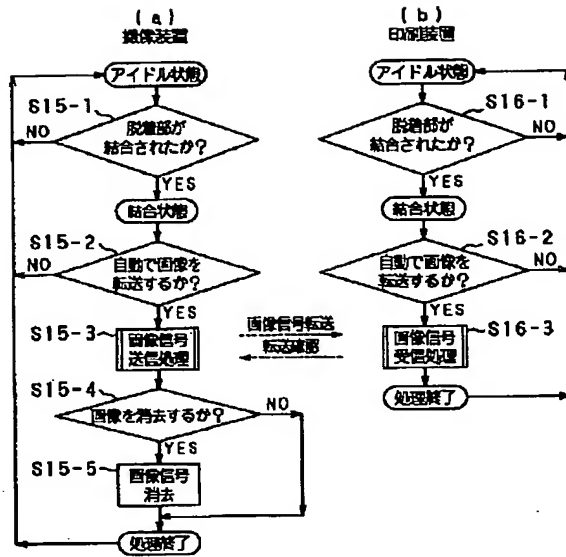 (a)
撮像装置
アイドル状態
S15-1
脱着部が
結合されたか?
NO
YES
結合状態
S15-2
自動で画像を
転送するか?
NO
YES
S15-3
画像信号
送信処理
画像信号転送
転送確認
S15-4
画像を消去するか?
NO
YES
S15-5
画像信号
消去
処理終了
(b)
印刷装置
アイドル状態
S16-1
脱着部が
結合されたか?
NO
YES
結合状態
S16-2
自動で画像を
転送するか?
NO
YES
S16-3
画像信号
受信処理
処理終了